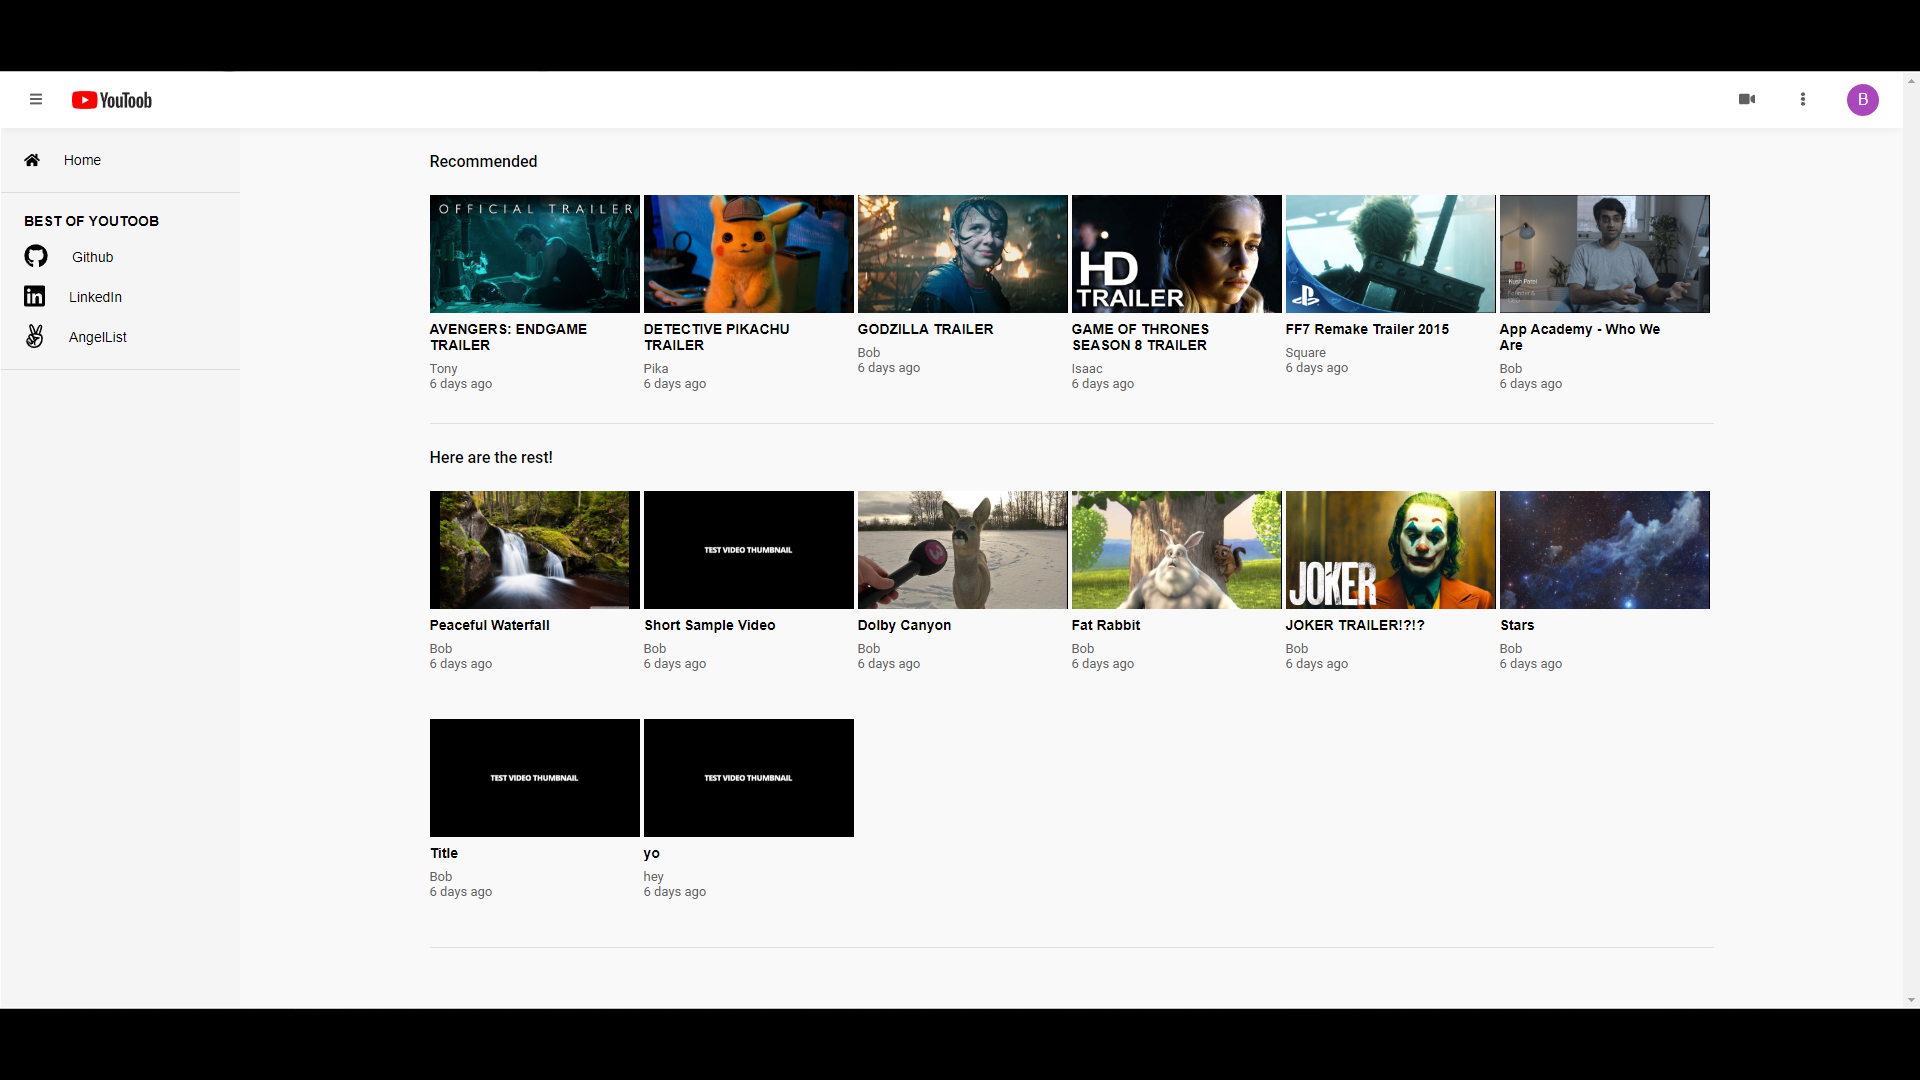 YouToob
B
Home
BEST OF YOUTOOB
Github
LinkedIn
AngelList
Recommended
OFFICIAL TRAILER
HD
TRAILER
Kush Patel
Founder &
CEO
AVENGERS: ENDGAME
TRAILER
Tony
6 days ago
DETECTIVE PIKACHU
TRAILER
Pika
6 days ago
GODZILLA TRAILER
Bob
6 days ago
GAME OF THRONES
SEASON 8 TRAILER
Isaac
6 days ago
FF7 Remake Trailer 2015
Square
6 days ago
App Academy - Who We
Are
Bob
6 days ago
Here are the rest!
TEST VIDEO THUMBNAIL
3
JOKER
Peaceful Waterfall
Bob
6 days ago
Short Sample Video
Bob
6 days ago
Dolby Canyon
Bob
6 days ago
Fat Rabbit
Bob
6 days ago
JOKER TRAILER!?!?
Bob
6 days ago
Stars
Bob
6 days ago
TEST VIDEO THUMBNAIL
TEST VIDEO THUMBNAIL
Title
Bob
6 days ago
yo
hey
6 days ago